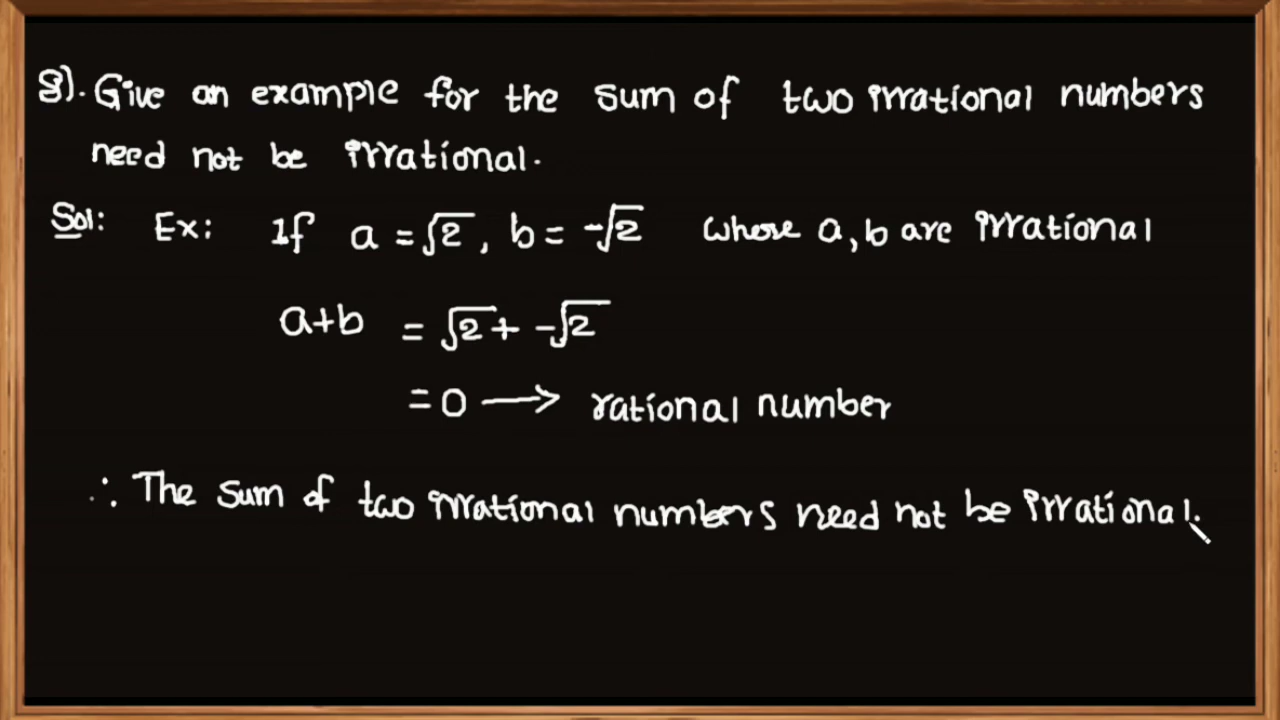 8). Give an example for the sum of two irrational numbers
need not be irrational.
Sol: Ex: If a = √2, b = -√2 whose a, b are irrational
a+b = √2 + -√2
= 0 → rational number
∴ The sum of two irrational numbers need not be irrational.